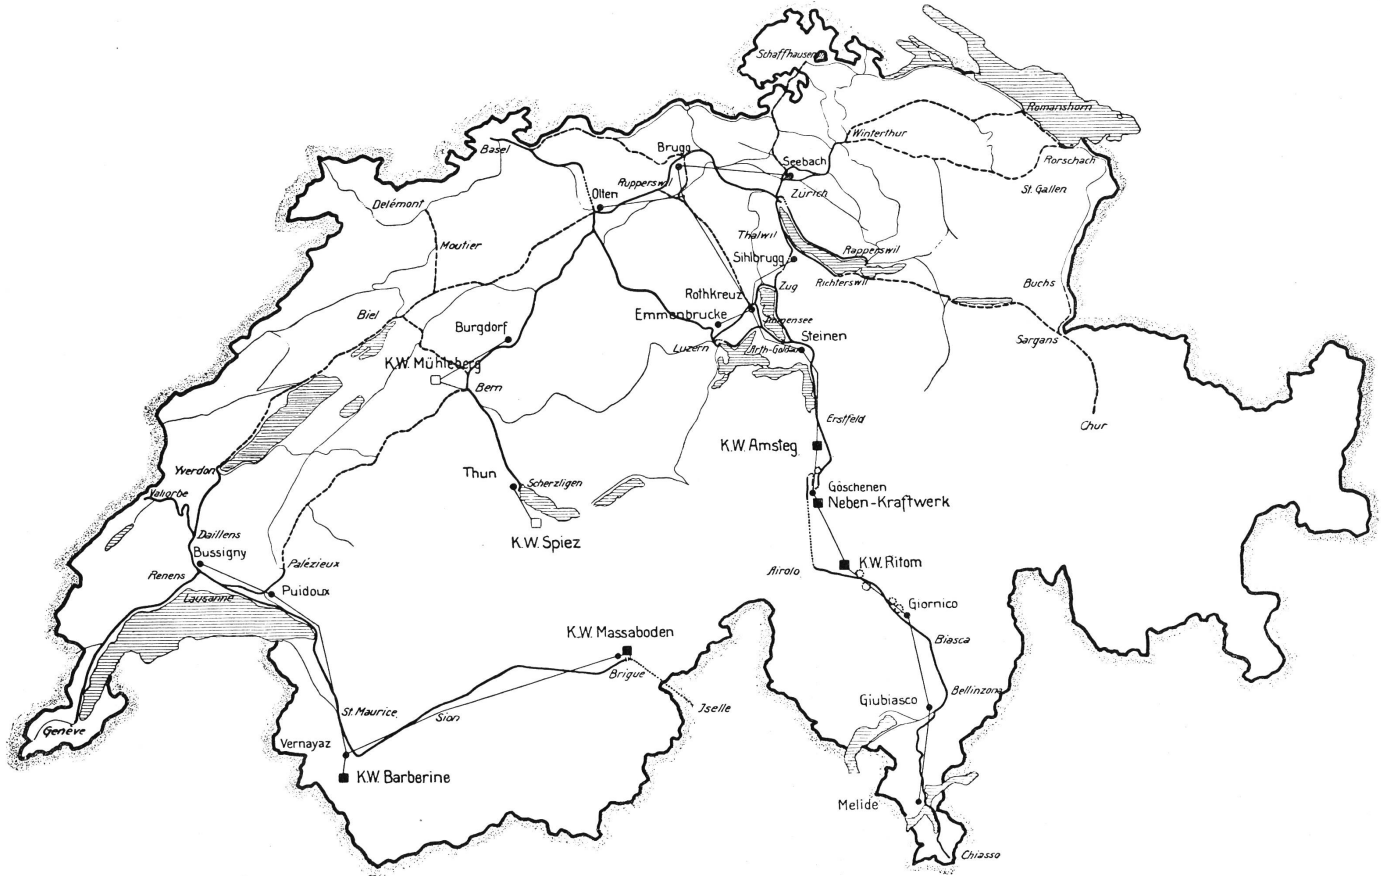 Schaffhausen
Romanshorn
Winterthur
Basel
Brugg
Seebach
Rorschach
Rupperswil
St. Gallen
Olten
Zürich
Delémont
Moutier
Thalwil
Rapperswil
Sihlbrugg
Richterswil
Buchs
Zug
Rothkreuz
Biel
Emmenbrucke
Immensee
Burgdorf
Steinen
Sargans
Luzern
Arth-Goldau
K.W. Mühleberg
Bern
Erstfeld
Chur
K.W. Amsteg
Yverdon
Thun
Scherzligen
Göschenen
Vallorbe
Neben-Kraftwerk
Daillens
K.W. Spiez
Bussigny
Palézieux
K.W. Ritom
Airolo
Renens
Puidoux
Lausanne
Giornico
K.W. Massaboden
Biasca
Brigue
Bellinzona
Giubiasco
Iselle
St. Maurice
Sion
Genève
Vernayaz
K.W. Barberine
Melide
Chiasso